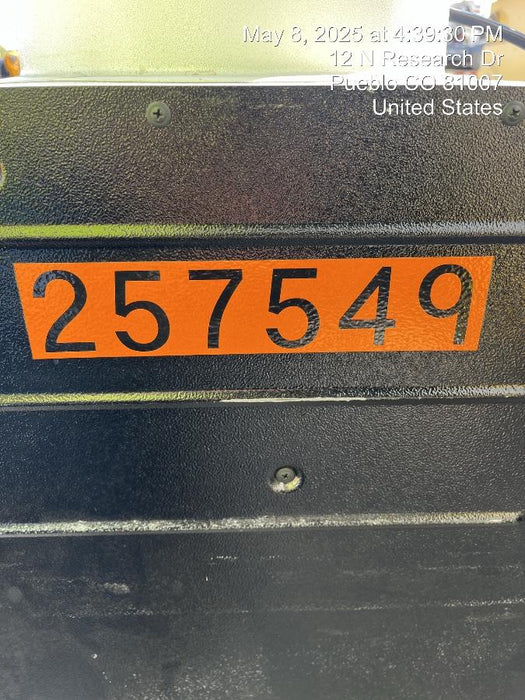 May 8, 2025 at 4:39:30 PM
12 N Research Dr
Pueblo CO 81007
United States
257549